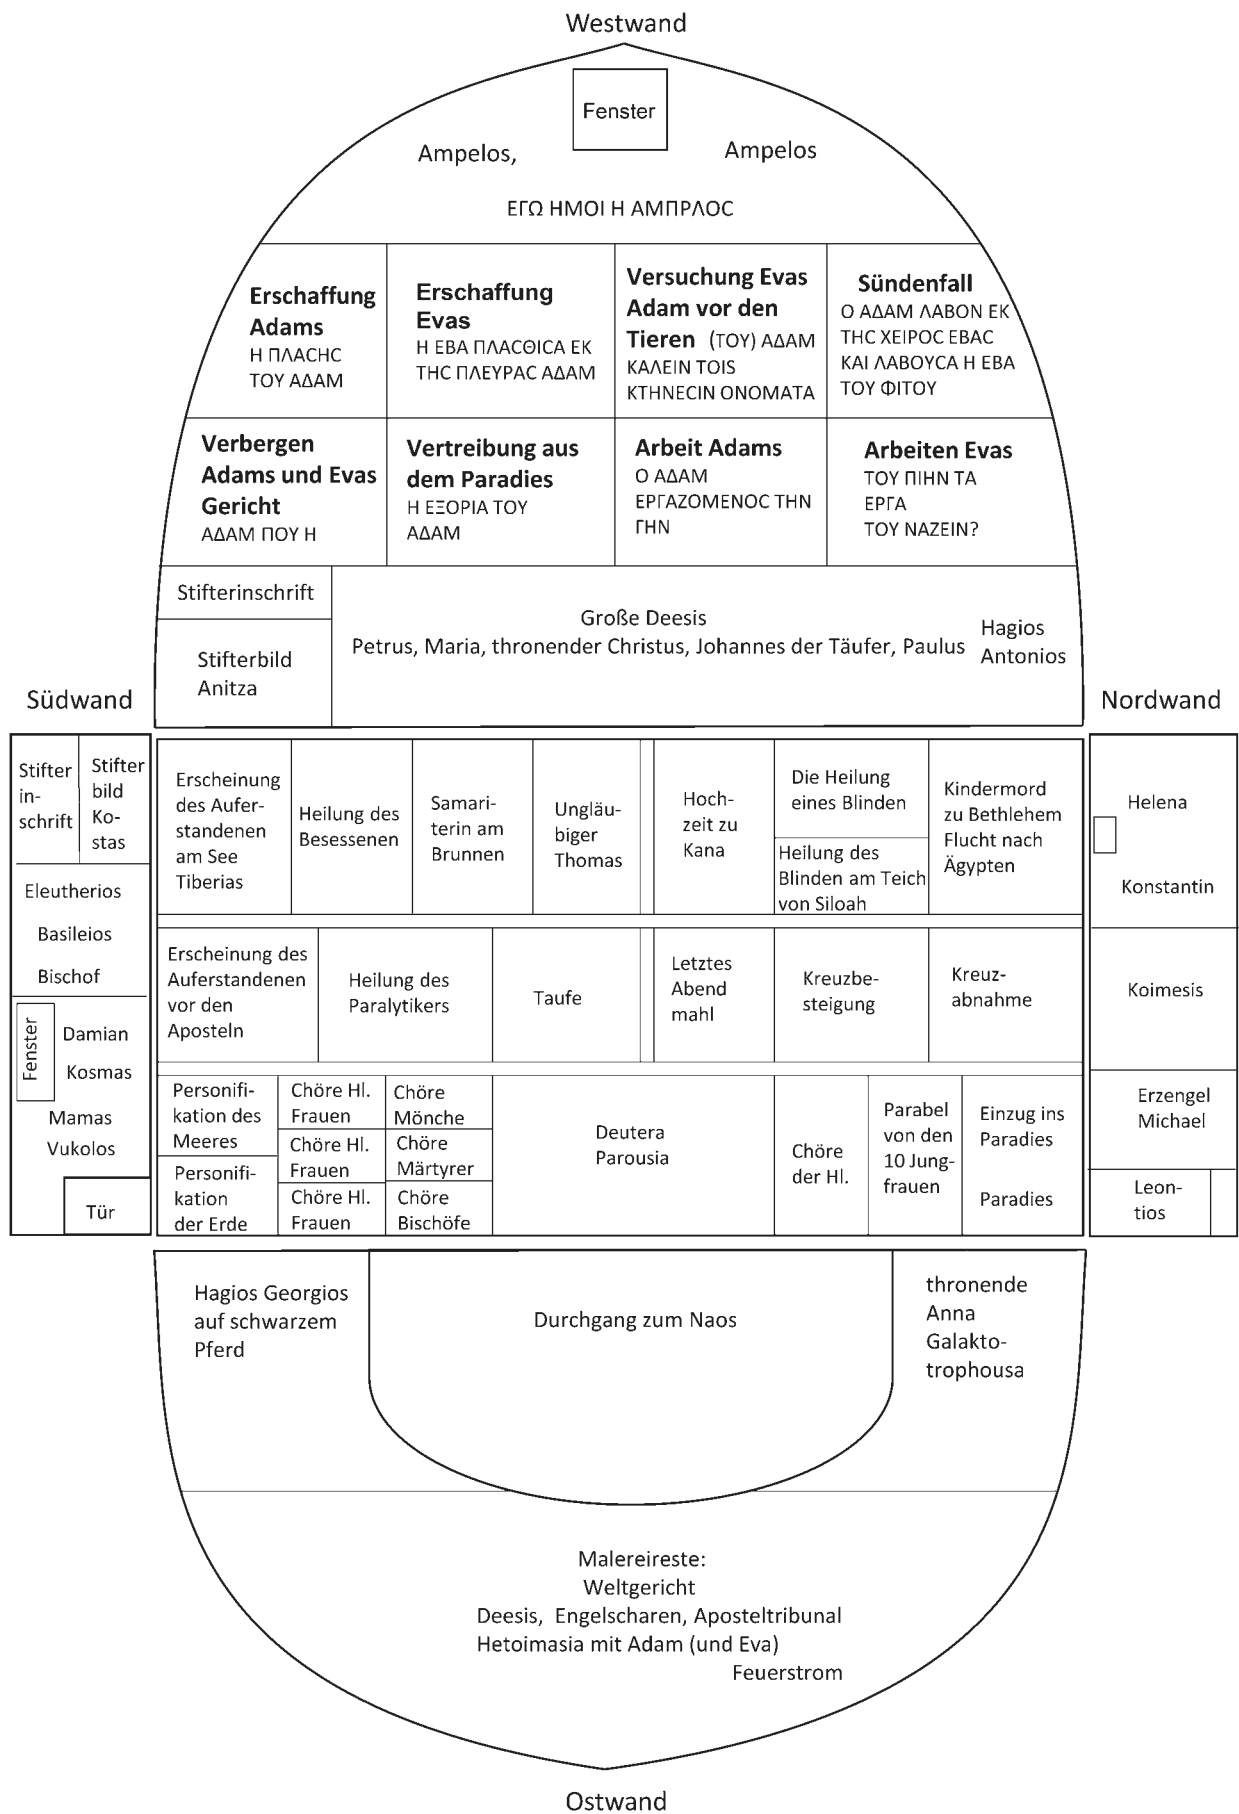 Westwand
Fenster
Ampelos,
Ampelos
ΕΓΩ ΗΜΟΙ Η ΑΜΠΡΛΟC
Erschaffung
Adams
Η ΠΛΑCΗC
ΤΟΥ ΑΔΑΜ
Erschaffung
Evas
Η ΕΒΑ ΠΛΑCΘΙCΑ ΕΚ
ΤΗC ΠΛΕΥΡΑC ΑΔΑΜ
Versuchung Evas
Adam vor den
Tieren (ΤΟΥ) ΑΔΑΜ
ΚΑΛΕΙΝ ΤΟIS
ΚΤΗΝΕCΙΝ ΟΝΟΜΑΤΑ
Sündenfall
Ο ΑΔΑΜ ΛΑΒΟΝ ΕΚ
ΤΗC ΧΕΙΡΟC ΕΒΑC
ΚΑΙ ΛΑΒΟΥCΑ Η ΕΒΑ
ΤΟΥ ΦΙΤΟΥ
Verbergen
Adams und Evas
Gericht
ΑΔΑΜ ΠΟΥ Η
Vertreibung aus
dem Paradies
Η ΕΞΟΡΙΑ ΤΟΥ
ΑΔΑΜ
Arbeit Adams
Ο ΑΔΑΜ
ΕΡΓΑΖΟΜΕΝΟC ΤΗΝ
ΓΗΝ
Arbeiten Evas
ΤΟΥ ΠΙΗΝ ΤΑ
ΕΡΓΑ
ΤΟΥ ΝΑΖΕΙΝ?
Stifterinschrift
Stifterbild
Anitza
Große Deesis
Petrus, Maria, thronender Christus, Johannes der Täufer, Paulus
Hagios
Antonios
Südwand
Stifter
in-
schrift
Stifter
bild
Ko-
stas
Eleutherios
Basileios
Bischof
Fenster
Damian
Kosmas
Mamas
Vukolos
Tür
Erscheinung
des Aufer-
standenen
am See
Tiberias
Heilung des
Besessenen
Samari-
terin am
Brunnen
Ungläu-
biger
Thomas
Hoch-
zeit zu
Kana
Die Heilung
eines Blinden
Heilung des
Blinden am Teich
von Siloah
Kindermord
zu Bethlehem
Flucht nach
Ägypten
Erscheinung des
Auferstandenen
vor den
Aposteln
Heilung des
Paralytikers
Taufe
Letztes
Abend
mahl
Kreuzbe-
steigung
Kreuz-
abnahme
Personifi-
kation des
Meeres
Personifi-
kation
der Erde
Chöre Hl.
Frauen
Chöre Hl.
Frauen
Chöre Hl.
Frauen
Chöre
Mönche
Chöre
Märtyrer
Chöre
Bischöfe
Deutera
Parousia
Chöre
der Hl.
Parabel
von den
10 Jung-
frauen
Einzug ins
Paradies
Paradies
Nordwand
Helena
Konstantin
Koimesis
Erzengel
Michael
Leon-
tios
Hagios Georgios
auf schwarzem
Pferd
Durchgang zum Naos
thronende
Anna
Galakto-
trophousa
Malereireste:
Weltgericht
Deesis, Engelscharen, Aposteltribunal
Hetoimasia mit Adam (und Eva)
Feuerstrom
Ostwand